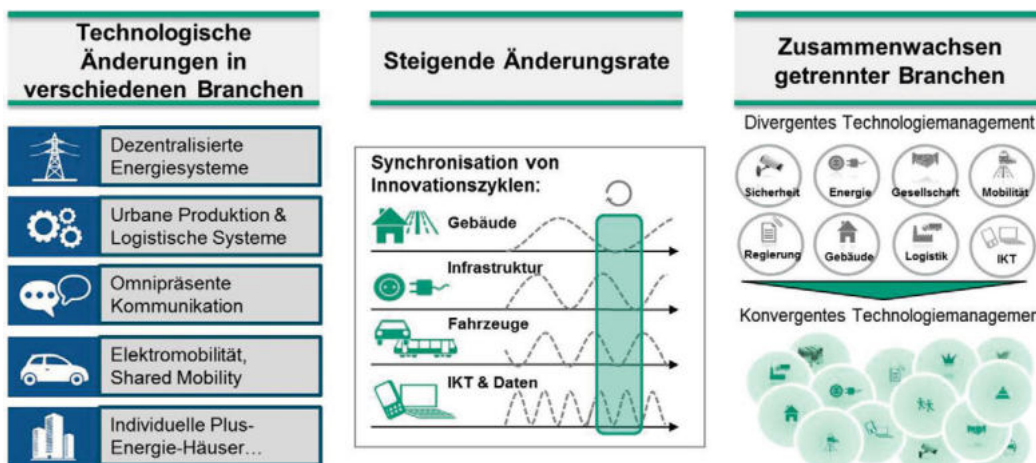 Technologische
Änderungen in
verschiedenen Branchen
Dezentralisierte
Energiesysteme
Urbane Produktion &
Logistische Systeme
Omnipräsente
Kommunikation
Elektromobilität,
Shared Mobility
Individuelle Plus-
Energie-Häuser…
Steigende Änderungsrate
Synchronisation von
Innovationszyklen:
Gebäude
Infrastruktur
Fahrzeuge
IKT & Daten
Zusammenwachsen
getrennter Branchen
Divergentes Technologiemanagement
Sicherheit Energie Gesellschaft Mobilität
Regierung Gebäude Logistik IKT
Konvergentes Technologiemanagemen